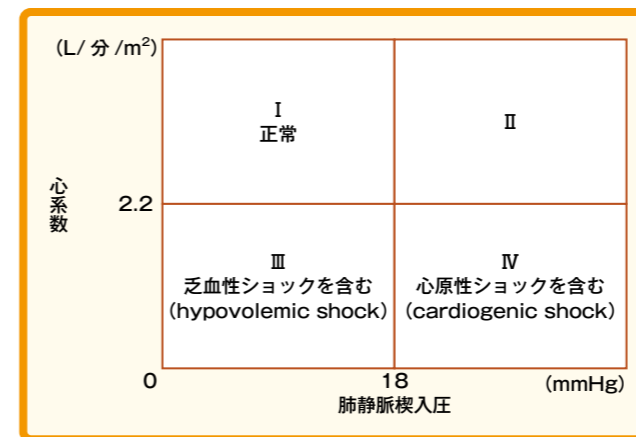 (L/ 分 /m²)
Ⅰ
正常
Ⅱ
心系数
2.2
Ⅲ
乏血性ショックを含む
(hypovolemic shock)
Ⅳ
心原性ショックを含む
(cardiogenic shock)
0
18
(mmHg)
肺静脈楔入圧